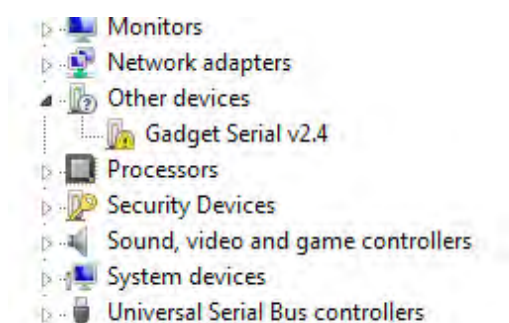 Monitors
Network adapters
Other devices
Gadget Serial v2.4
Processors
Security Devices
Sound, video and game controllers
System devices
Universal Serial Bus controllers